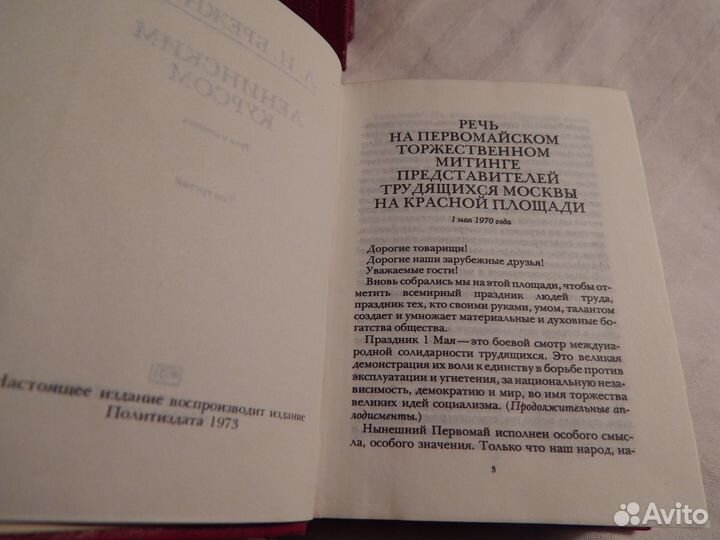 Л. И. БРЕЖН
ЛЕНИНСКИМ
КУРСОМ
Настоящее издание воспроизводит издание
Политиздата 1973
РЕЧЬ
НА ПЕРВОМАЙСКОМ
ТОРЖЕСТВЕННОМ
МИТИНГЕ
ПРЕДСТАВИТЕЛЕЙ
ТРУДЯЩИХСЯ МОСКВЫ
НА КРАСНОЙ ПЛОЩАДИ
1 мая 1970 года
Дорогие товарищи!
Дорогие наши зарубежные друзья!
Уважаемые гости!
Вновь собрались мы на этой площади, чтобы от-
метить всемирный праздник людей труда,
праздник тех, кто своими руками, умом, талантом
создает и умножает материальные и духовные бо-
гатства общества.
Праздник 1 Мая — это боевой смотр междуна-
родной солидарности трудящихся. Это великая
демонстрация их воли к единству в борьбе против
эксплуатации и угнетения, за национальную неза-
висимость, демократию и мир, во имя торжества
великих идей социализма. (Продолжительные ап-
лодисменты.)
Нынешний Первомай исполнен особого смыс-
ла, особого значения. Только что наш народ, на-
5
Avito